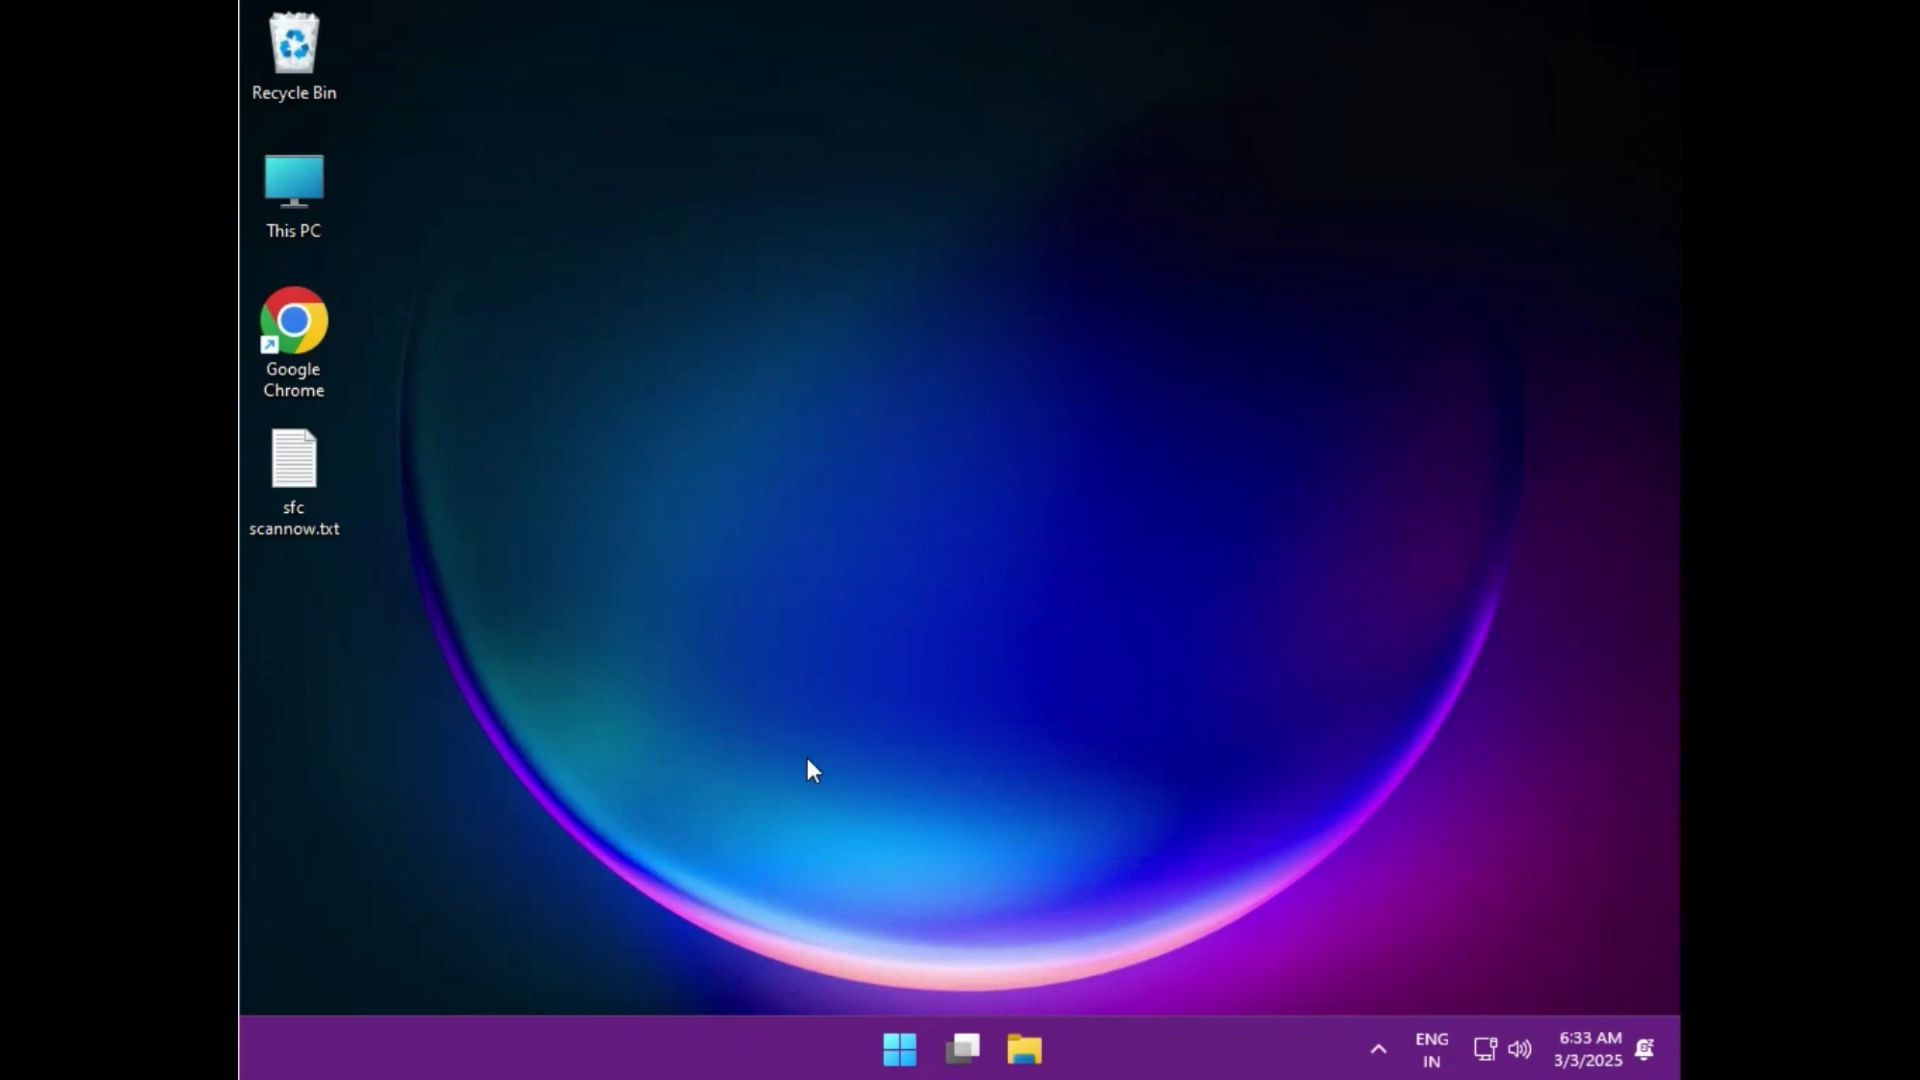 Recycle Bin
This PC
Google
Chrome
sfc
scannow.txt
ENG
IN
6:33 AM
3/3/2025